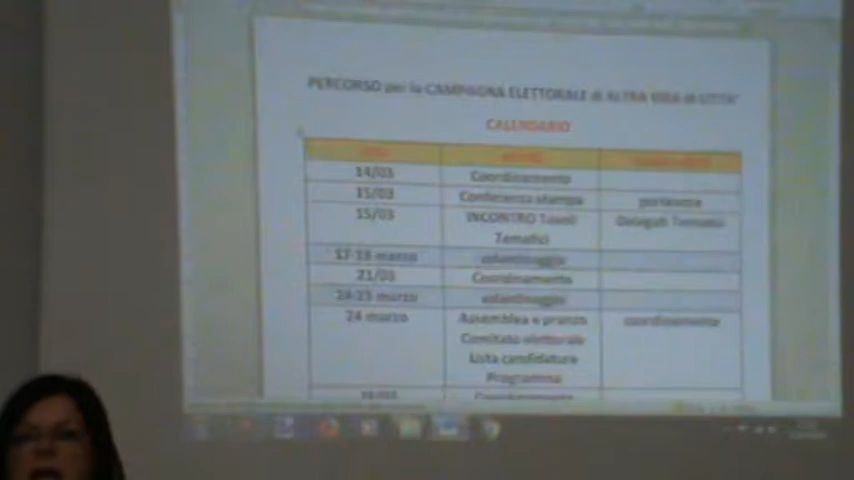 PERCORSO per la CAMPAGNA ELETTORALE di ALTRA IDEA di CITTA'
CALENDARIO
14/03 Coordinamento
15/03 Conferenza stampa portavoce
15/03 INCONTRO Tavoli Delegati Tematici
Tematici
17-18 marzo volantinaggio
21/03 Coordinamento
24-25 marzo volantinaggio
24 marzo Assemblea e pranzo coordinamento
Comitato elettorale
Lista candidature
Programma
Coordinamento